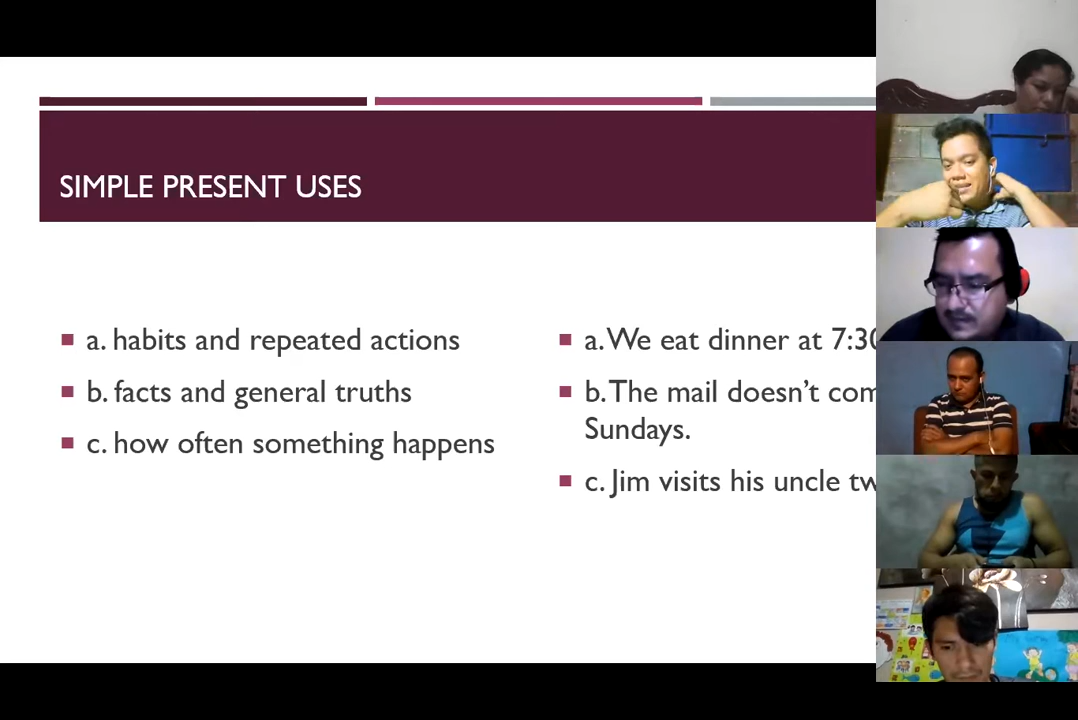 SIMPLE PRESENT USES
a. habits and repeated actions
b. facts and general truths
c. how often something happens
a. We eat dinner at 7:30
b. The mail doesn't com
Sundays.
c. Jim visits his uncle tw